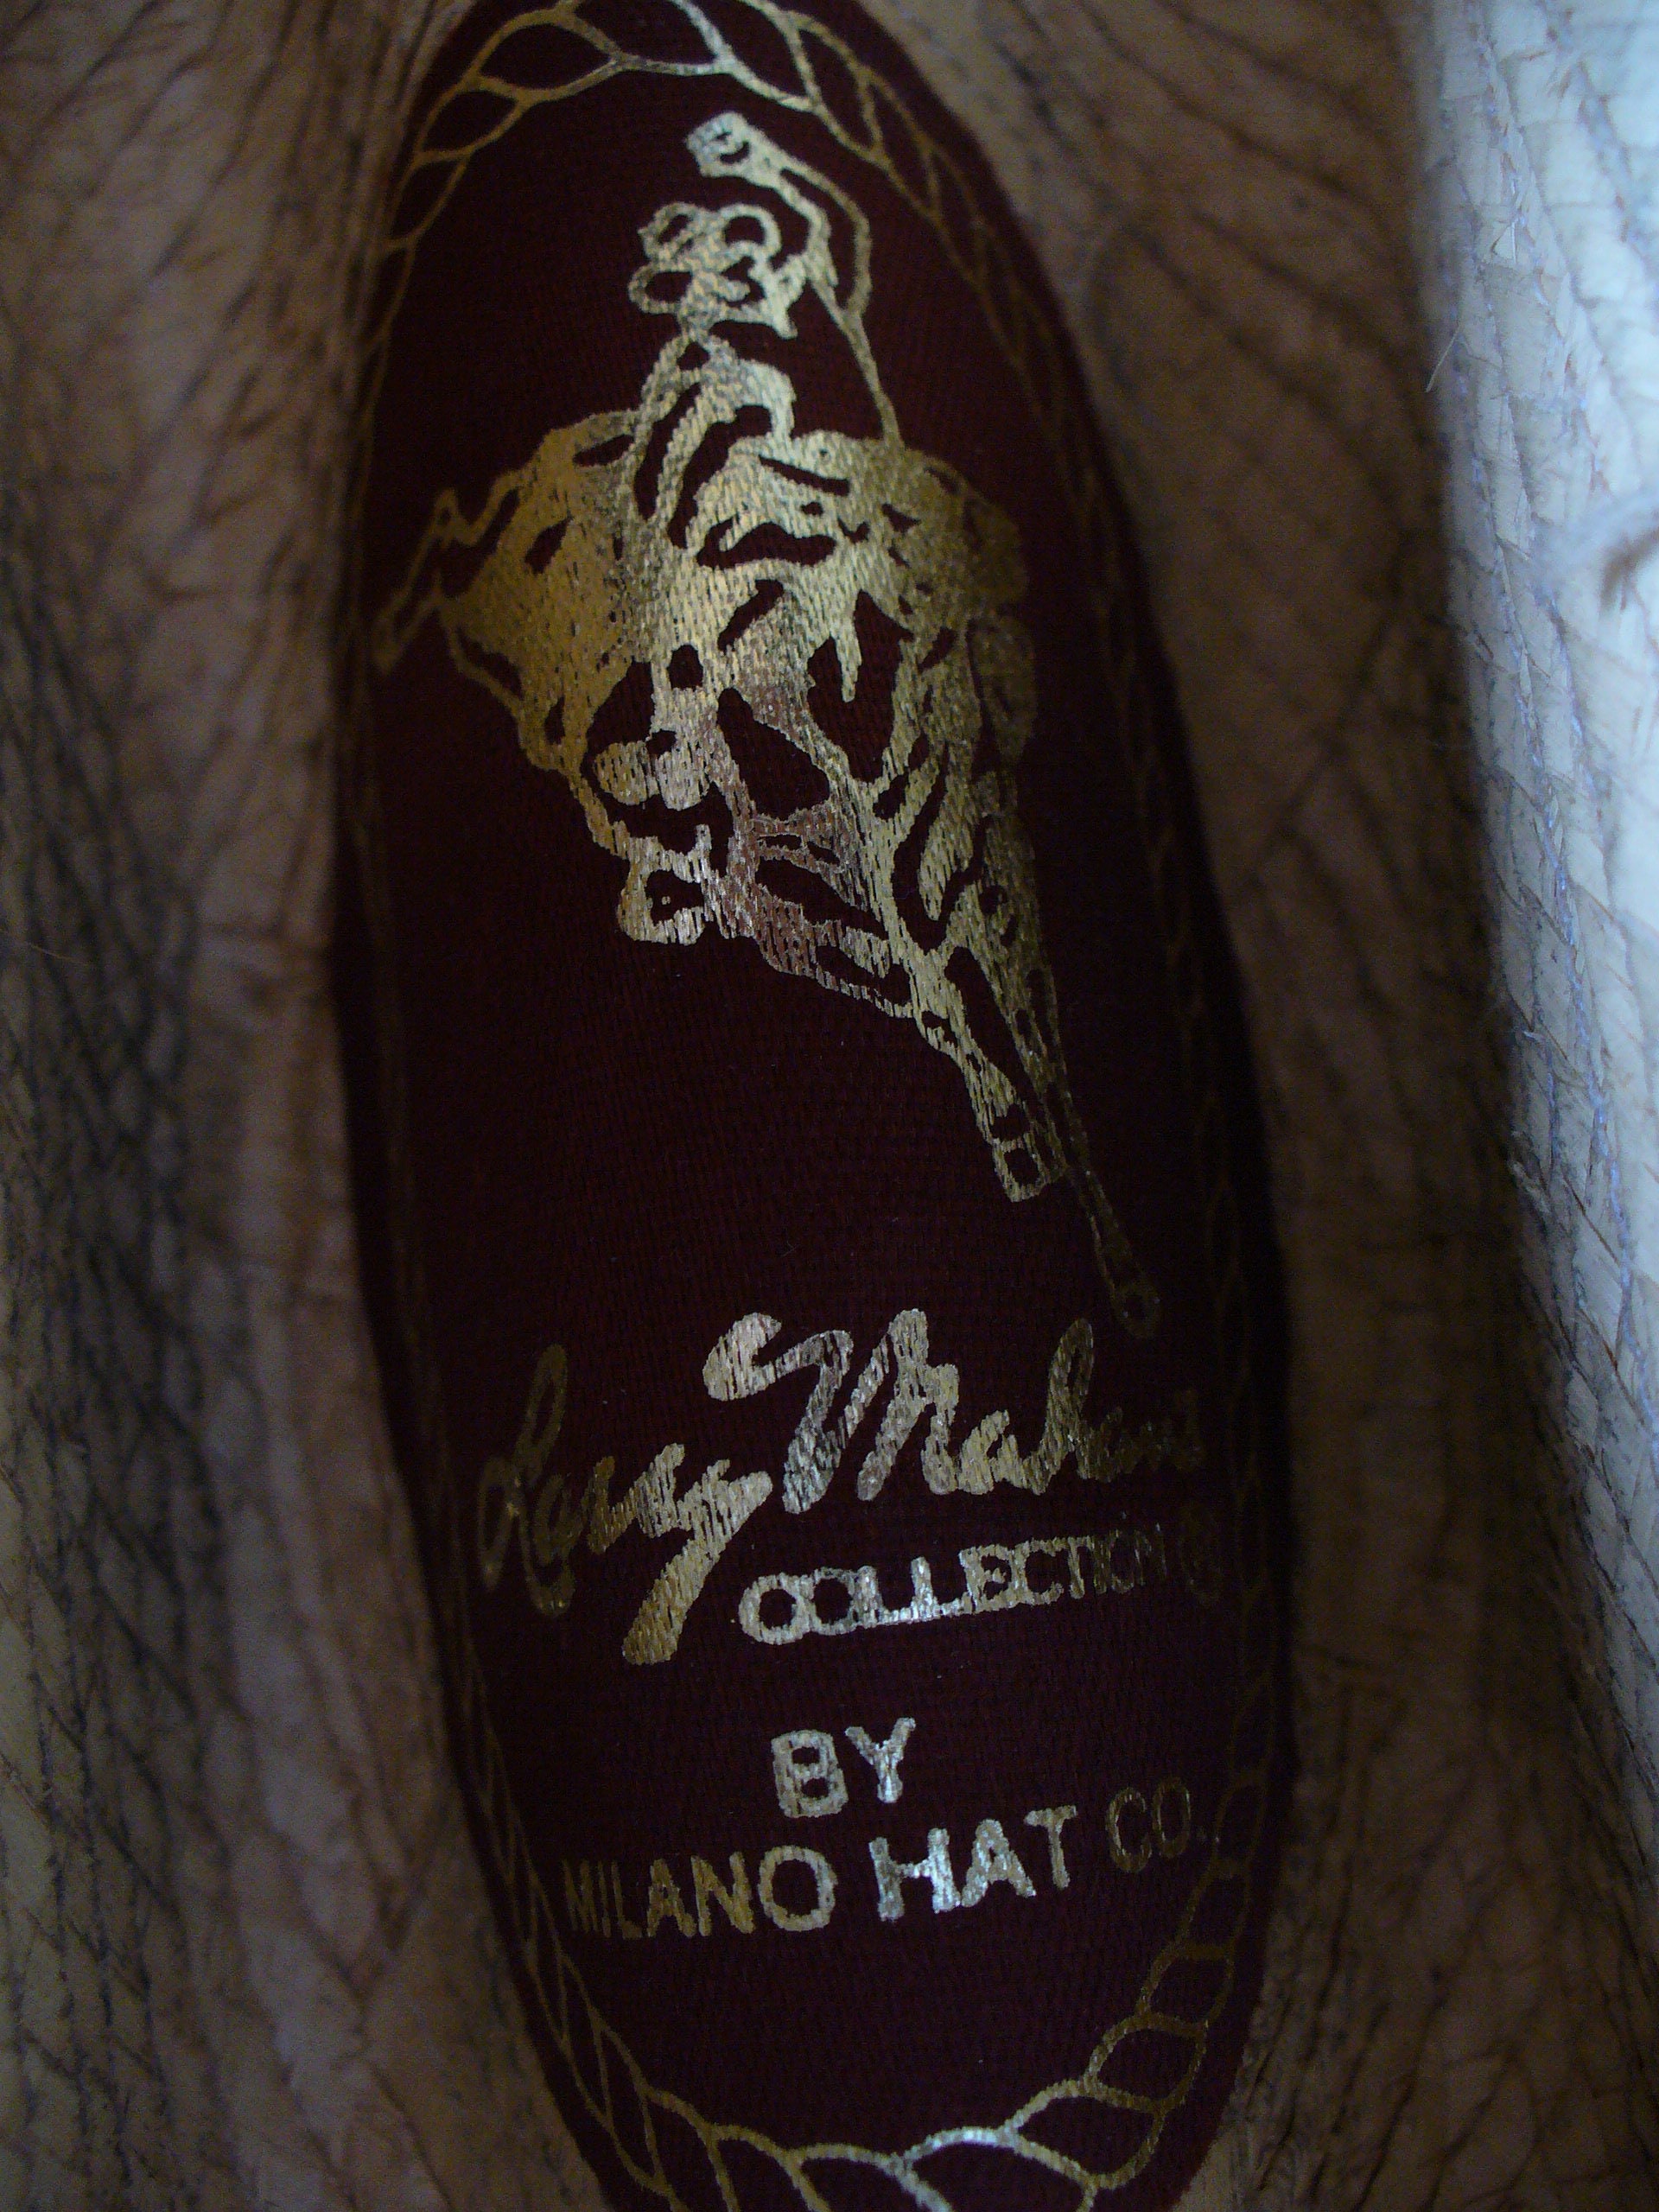 Larry Mahan
COLLECTION ®
BY
MILANO HAT CO.